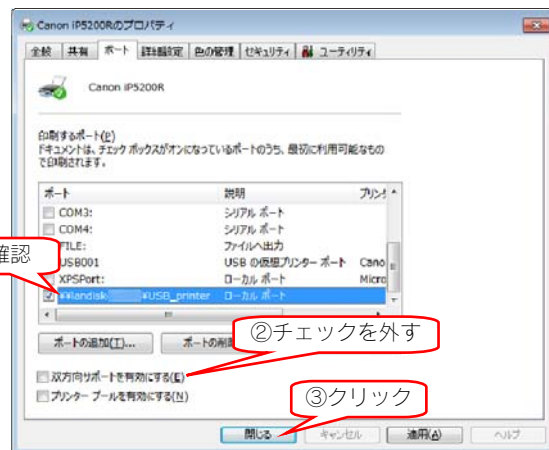 Canon iP5200Rのプロパティ
全般 共有 ポート 詳細設定 色の管理 セキュリティ ユーティリティ
Canon iP5200R
印刷するポート(P)
ドキュメントは、チェック ボックスがオンになっているポートのうち、最初に利用可能なもの
で印刷されます。
ポート 説明 プリンタ
COM3: シリアル ポート
COM4: シリアル ポート
FILE: ファイルへ出力
確認
USB001 USB の仮想プリンター ポート Cano
XPSPort: ローカル ポート Micro
¥¥landisk ¥USB_printer ローカル ポート
ポートの追加(T)... ポートの削
②チェックを外す
双方向サポートを有効にする(E)
プリンター プールを有効にする(N)
③クリック
閉じる キャンセル 適用(A) ヘルプ